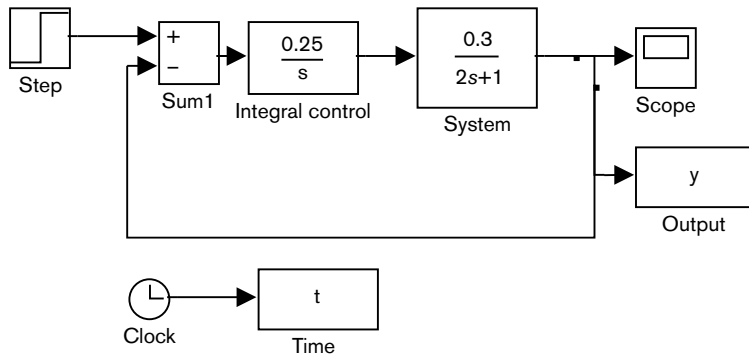 Step
+
−
Sum1
0.25
s
Integral control
0.3
2s+1
System
Scope
y
Output
Clock
t
Time